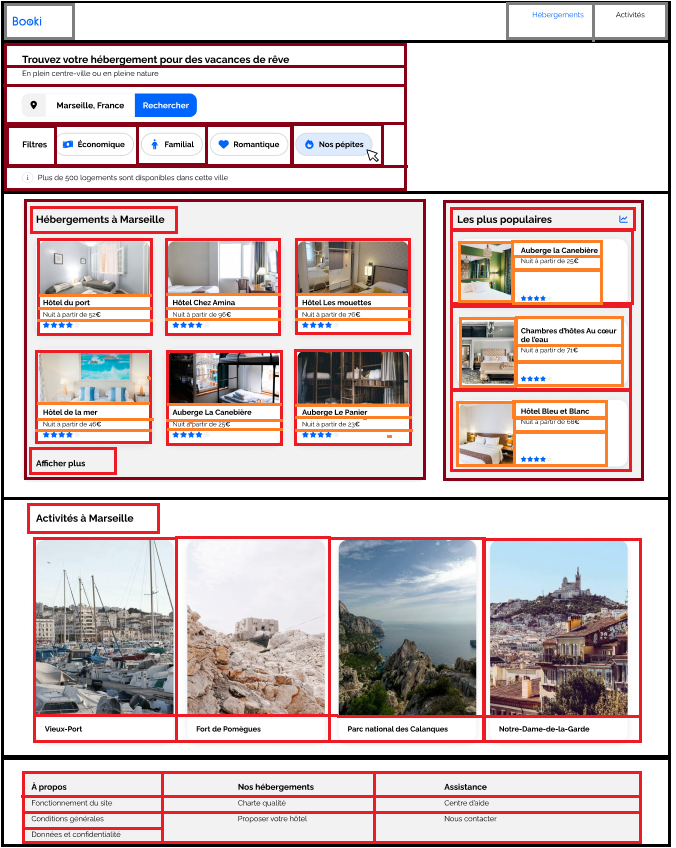 Booki
Hébergements
Activités
Trouvez votre hébergement pour des vacances de rêve
En plein centre-ville ou en pleine nature
Marseille, France
Rechercher
Filtres
Économique
Familial
Romantique
Nos pépites
Plus de 500 logements sont disponibles dans cette ville
Hébergements à Marseille
Hôtel du port
Nuit à partir de 52€
Hôtel Chez Amina
Nuit à partir de 96€
Hôtel Les mouettes
Nuit à partir de 76€
Hôtel de la mer
Nuit à partir de 46€
Auberge La Canebière
Nuit à partir de 25€
Auberge Le Panier
Nuit à partir de 23€
Afficher plus
Les plus populaires
Auberge la Canebière
Nuit à partir de 25€
Chambres d'hôtes Au cœur
de l'eau
Nuit à partir de 71€
Hôtel Bleu et Blanc
Nuit à partir de 68€
Activités à Marseille
Vieux-Port
Fort de Pomègues
Parc national des Calanques
Notre-Dame-de-la-Garde
À propos
Fonctionnement du site
Conditions générales
Données et confidentialité
Nos hébergements
Charte qualité
Proposer votre hôtel
Assistance
Centre d'aide
Nous contacter